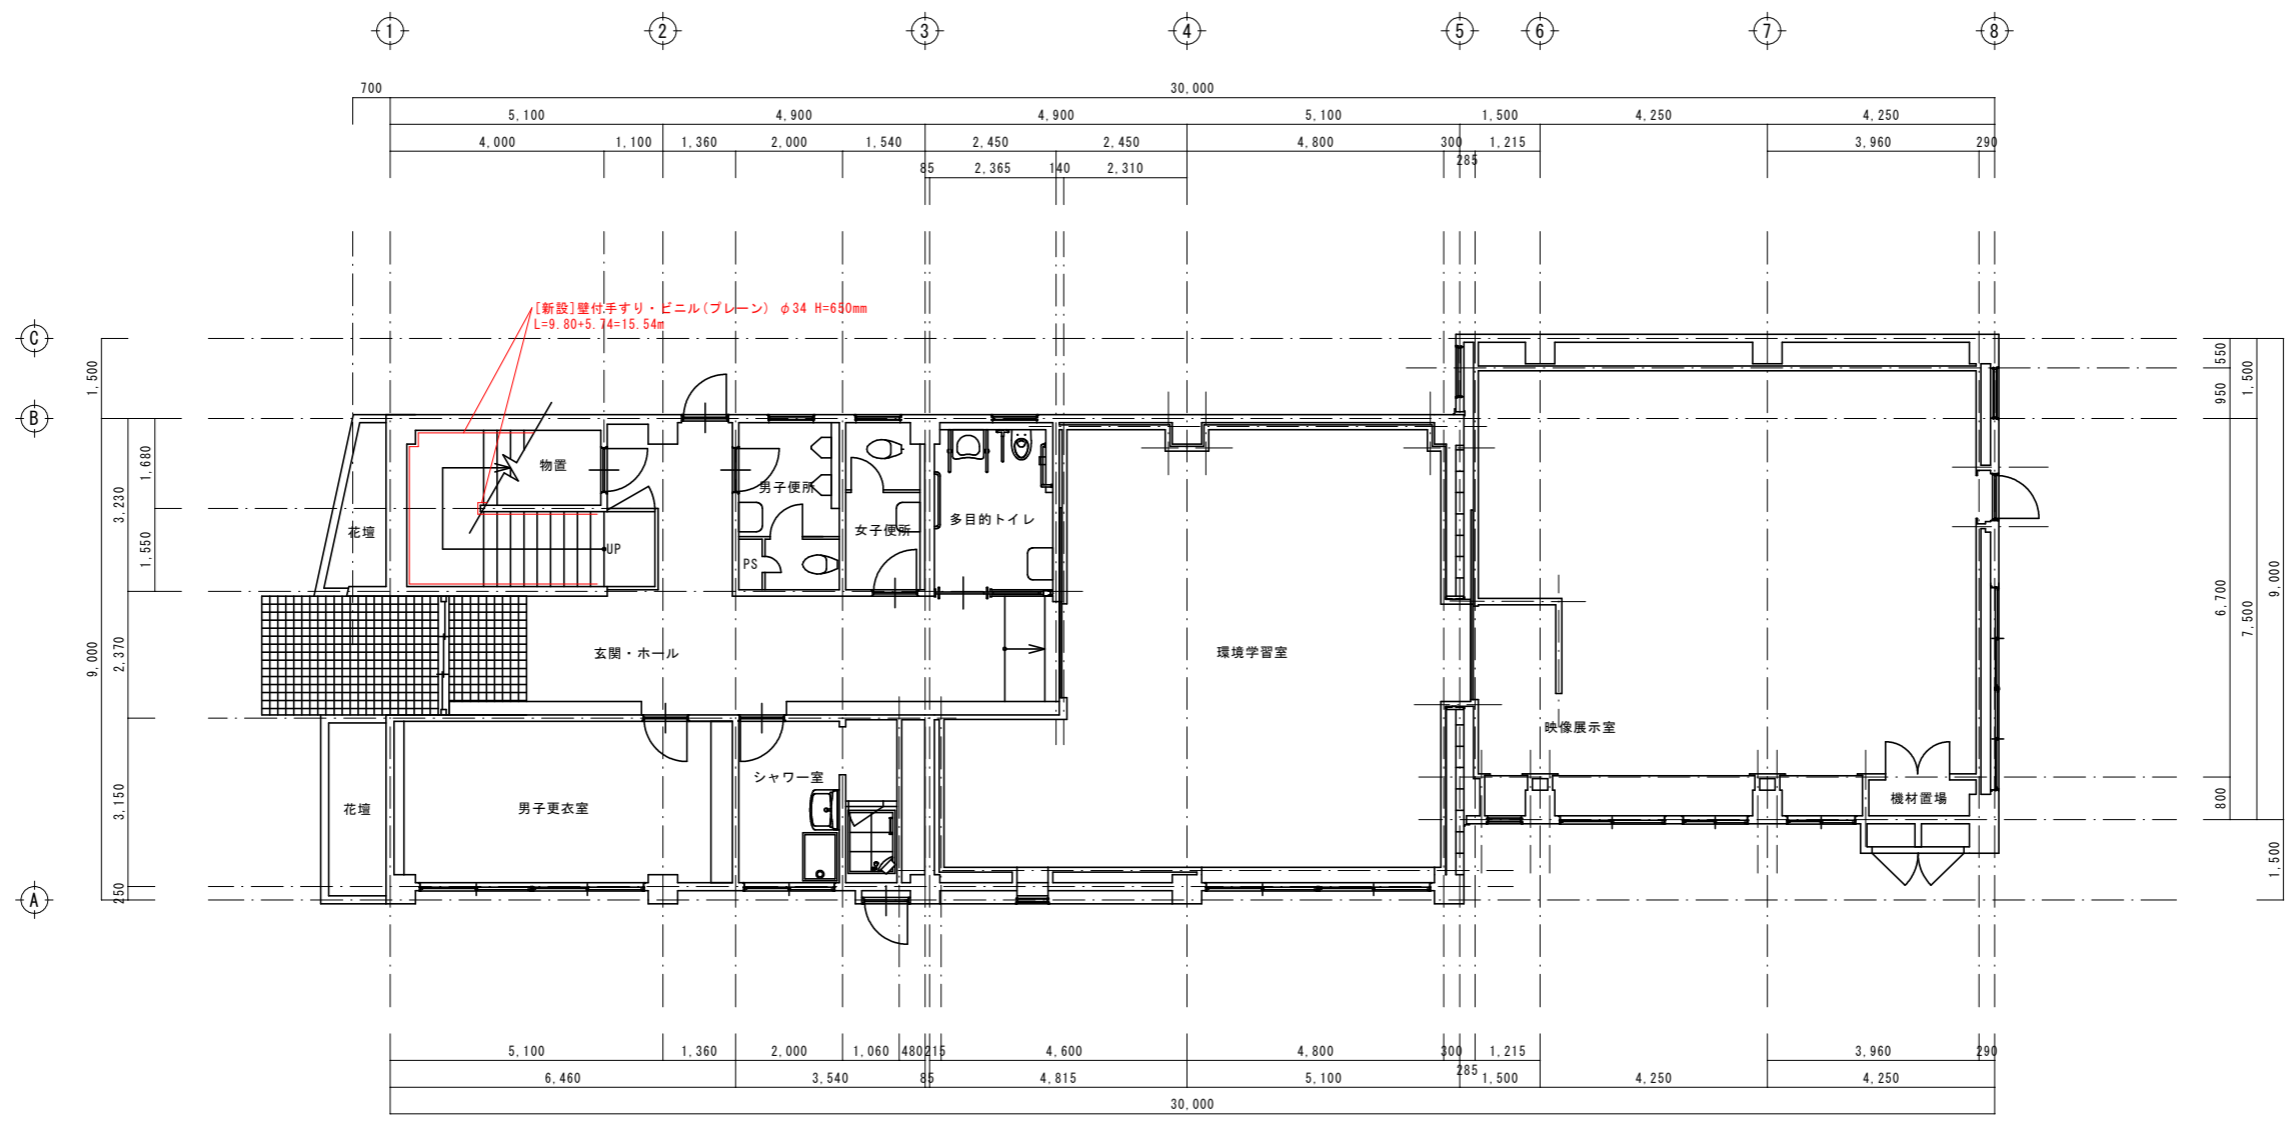 1 2 3 4 5 6 7 8
700 30,000
5,100 4,900 4,900 5,100 1,500 4,250 4,250
4,000 1,100 1,360 2,000 1,540 2,450 2,450 4,800 300 1,215 3,960 290
285
85 2,365 140 2,310
[新設]壁付手すり・ビニル(プレーン) φ34 H=650mm
L=9.80+5.74=15.54m
C
B
A
1,500
9,000
3,230
2,370
3,150
250
1,680
1,550
物置
男子便所
女子便所
多目的トイレ
花壇
UP
PS
玄関・ホール
環境学習室
映像展示室
シャワー室
男子更衣室
花壇
機材置場
550
950
6,700
800
1,500
7,500
9,000
1,500
5,100 1,360 2,000 1,060 480 215 4,600 4,800 300 1,215 3,960 290
285
6,460 3,540 85 4,815 5,100 1,500 4,250 4,250
30,000